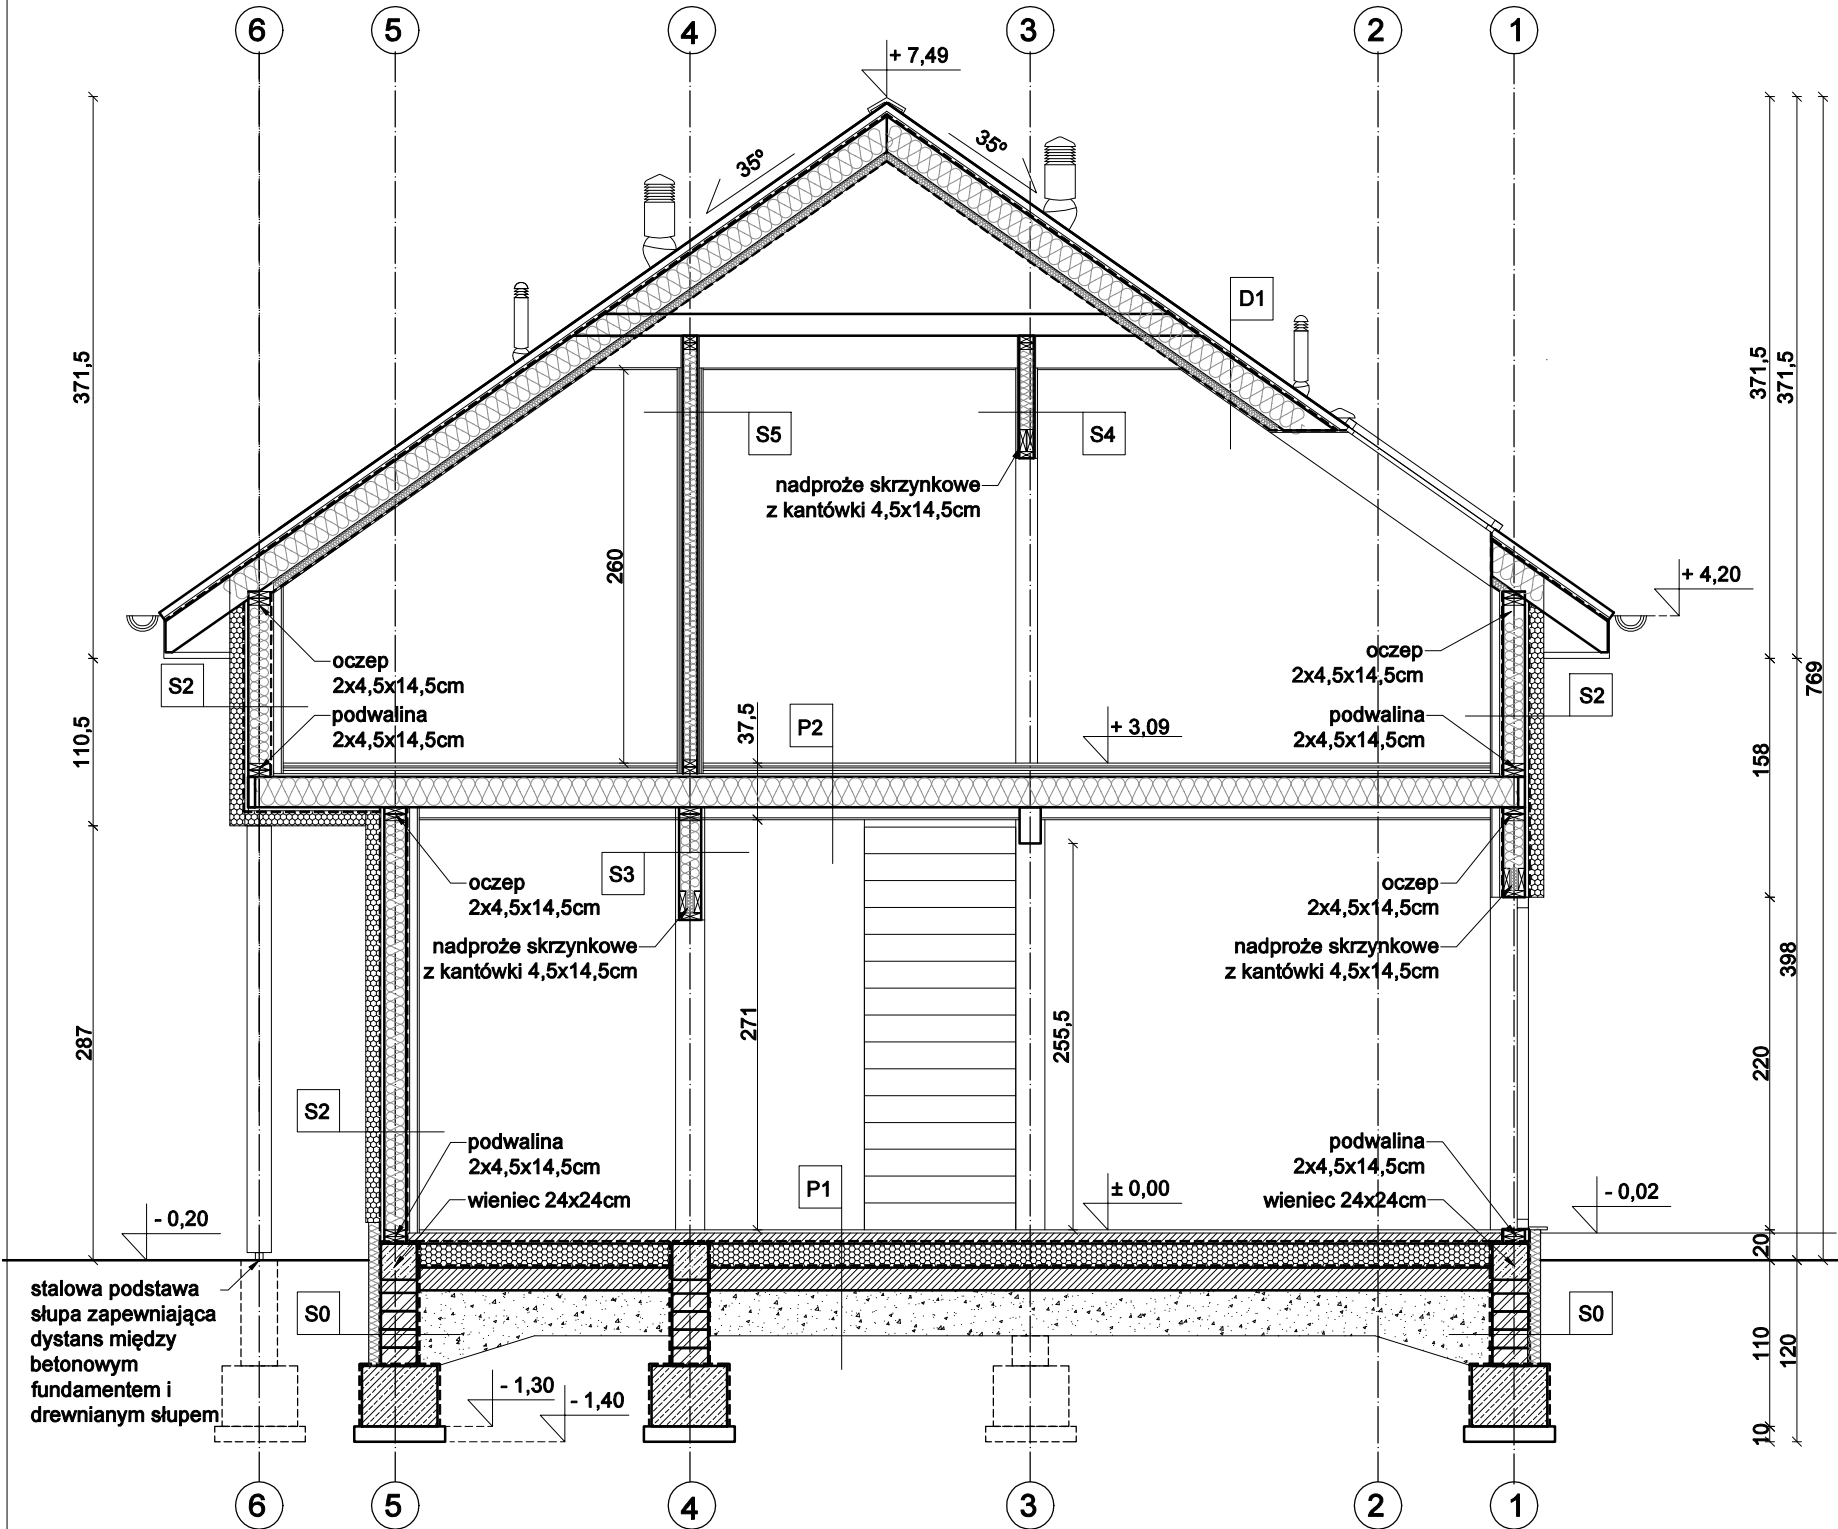 6
5
4
3
2
1
+ 7,49
35º
35º
D1
371,5
371,5
371,5
S5
S4
nadproże skrzynkowe
z kantówki 4,5x14,5cm
260
+ 4,20
oczep
2x4,5x14,5cm
oczep
2x4,5x14,5cm
S2
S2
769
podwalina
2x4,5x14,5cm
podwalina
2x4,5x14,5cm
110,5
37,5
P2
+ 3,09
158
S3
oczep
2x4,5x14,5cm
oczep
2x4,5x14,5cm
nadproże skrzynkowe
z kantówki 4,5x14,5cm
nadproże skrzynkowe
z kantówki 4,5x14,5cm
398
287
271
255,5
220
S2
podwalina
2x4,5x14,5cm
podwalina
2x4,5x14,5cm
P1
± 0,00
wieniec 24x24cm
wieniec 24x24cm
- 0,02
- 0,20
20
stalowa podstawa
słupa zapewniająca
dystans między
betonowym
fundamentem i
drewnianym słupem
S0
S0
110
120
- 1,30
- 1,40
10
6
5
4
3
2
1